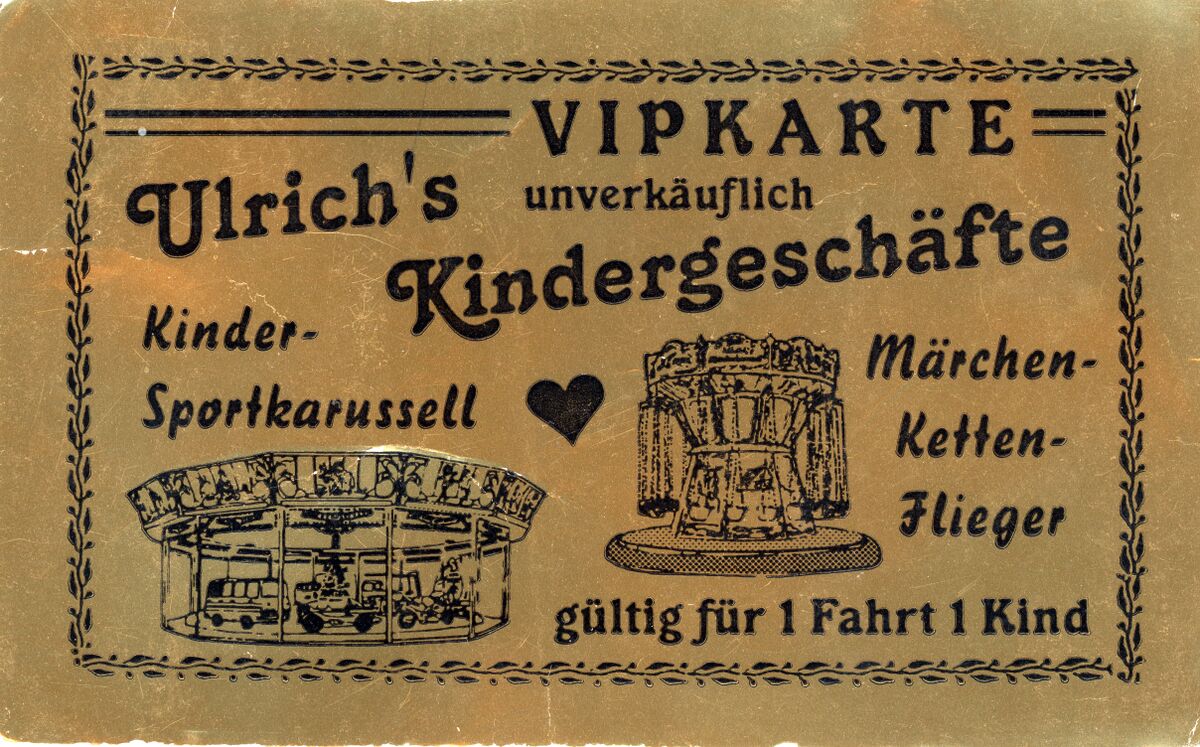 VIPKARTE
Ulrich's
unverkäuflich
Kindergeschäfte
Kinder-
Sportkarussell
Märchen-
Ketten-
Flieger
gültig für 1 Fahrt 1 Kind